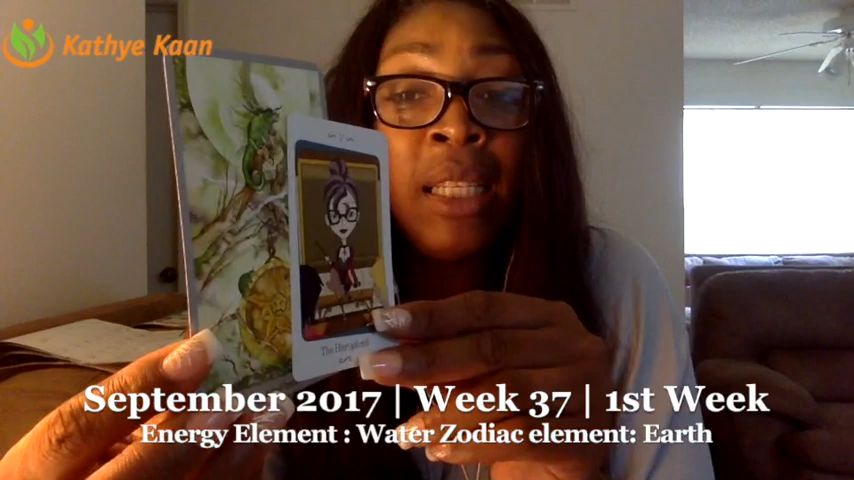 Kathye Kaan
~ V ~
The Hierophant
September 2017 | Week 37 | 1st Week
Energy Element : Water Zodiac element: Earth